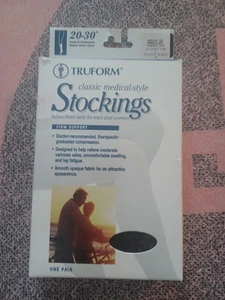 20-30
TRUFORM®
classic medical-style
Stockings
FIRM SUPPORT
• Doctor-recommended, therapeutic
graduated compression.
• Designed to help relieve moderate
varicose veins, uncomfortable swelling,
and leg fatigue.
• Smooth opaque fabric for an attractive
appearance.
ONE PAIR